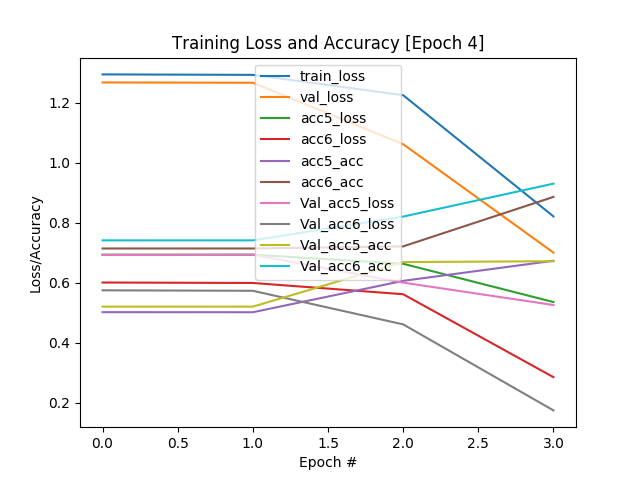 Training Loss and Accuracy [Epoch 4]
train_loss
val_loss
acc5_loss
acc6_loss
acc5_acc
acc6_acc
Val_acc5_loss
Val_acc6_loss
Val_acc5_acc
Val_acc6_acc
Loss/Accuracy
1.2
1.0
0.8
0.6
0.4
0.2
0.0 0.5 1.0 1.5 2.0 2.5 3.0
Epoch #